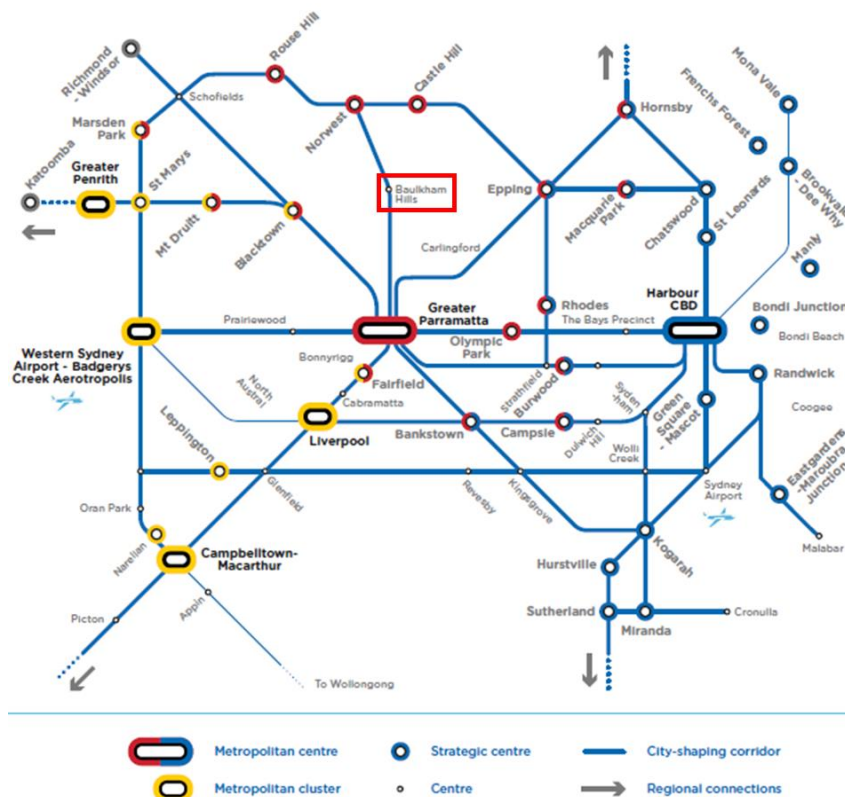 Rouse Hill
Mona Vale
Castle Hill
Richmond
- Windsor
Frenchs Forest
Schofields
Hornsby
Marsden
Park
Norwest
Greater
Penrith
Katoomba
St Marys
Baulkham
Hills
Epping
Macquarie
Park
Chatswood
St Leonards
Brookvale
- Dee Why
Mt Druitt
Blacktown
Carlingford
Manly
Greater
Parramatta
Rhodes
Harbour
CBD
Bondi Junction
Prairiewood
Olympic
Park
The Bays Precinct
Bondi Beach
Western Sydney
Airport - Badgerys
Creek Aerotropolis
Bonnyrigg
Fairfield
Strathfield
Burwood
Randwick
North
Austral
Cabramatta
Syden
-ham
Green
Square
- Mascot
Coogee
Leppington
Liverpool
Bankstown
Campsie
Dulwich
Hill
Wolli
Creek
Eastgardens
-Maroubra
Junction
Glenfield
Revesby
Kingsgrove
Sydney
Airport
Oran Park
Malabar
Narellan
Campbelltown-
Macarthur
Kogarah
Hurstville
Picton
Appin
Sutherland
Miranda
Cronulla
To Wollongong
Metropolitan centre
Strategic centre
City-shaping corridor
Metropolitan cluster
Centre
Regional connections